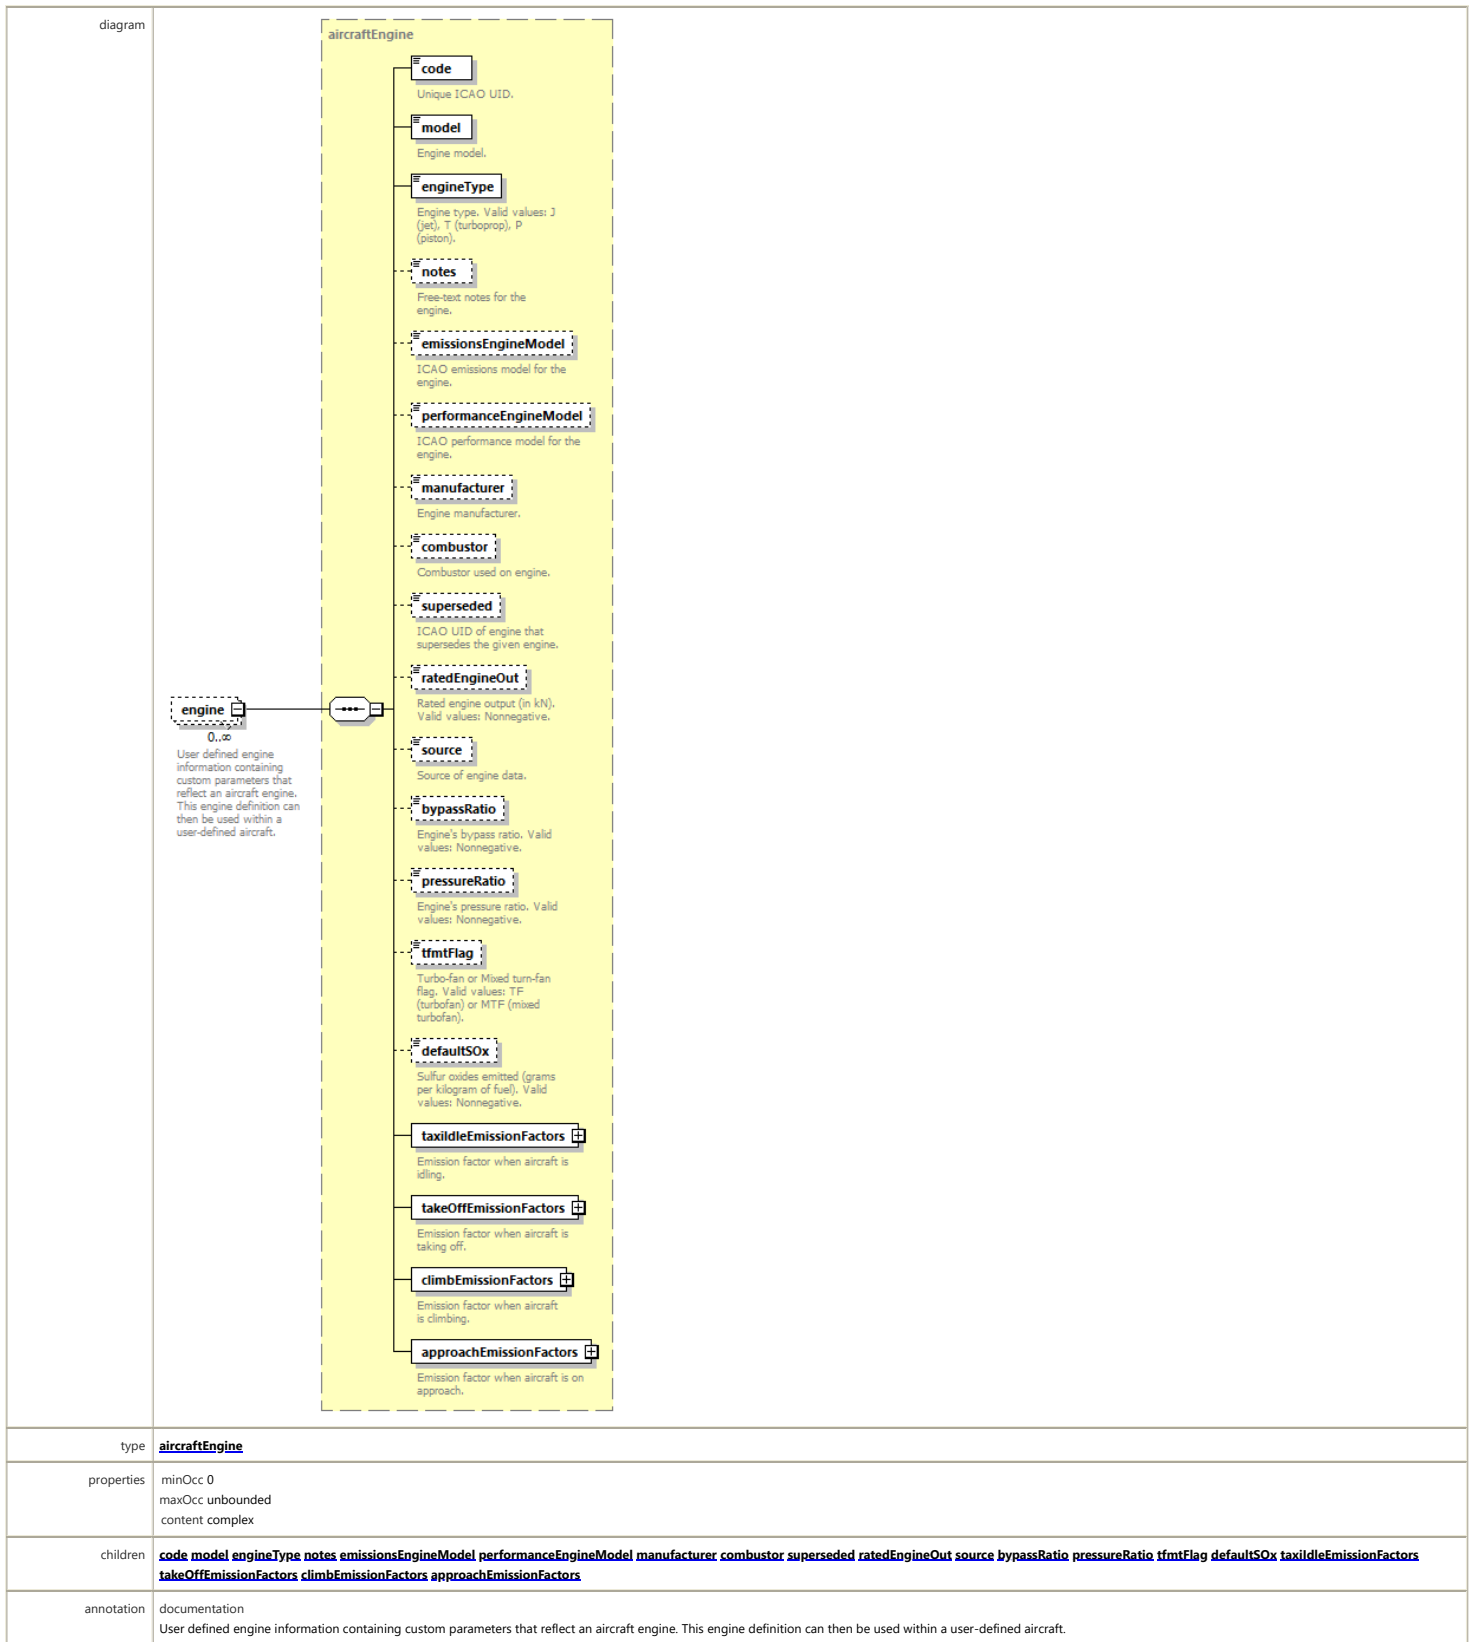 diagram
aircraftEngine
code
Unique ICAO UID.
model
Engine model.
engineType
Engine type. Valid values: J
(jet), T (turboprop), P
(piston).
notes
Free-text notes for the
engine.
emissionsEngineModel
ICAO emissions model for the
engine.
performanceEngineModel
ICAO performance model for the
engine.
manufacturer
Engine manufacturer.
combustor
Combustor used on engine.
superseded
ICAO UID of engine that
supersedes the given engine.
ratedEngineOut
Rated engine output (in kN).
Valid values: Nonnegative.
engine
0..∞
User defined engine
information containing
custom parameters that
reflect an aircraft engine.
This engine definition can
then be used within a
user-defined aircraft.
source
Source of engine data.
bypassRatio
Engine's bypass ratio. Valid
values: Nonnegative.
pressureRatio
Engine's pressure ratio. Valid
values: Nonnegative.
tfmtFlag
Turbo-fan or Mixed turn-fan
flag. Valid values: TF
(turbofan) or MTF (mixed
turbofan).
defaultSOx
Sulfur oxides emitted (grams
per kilogram of fuel). Valid
values: Nonnegative.
taxiIdleEmissionFactors
Emission factor when aircraft is
idling.
takeOffEmissionFactors
Emission factor when aircraft is
taking off.
climbEmissionFactors
Emission factor when aircraft
is climbing.
approachEmissionFactors
Emission factor when aircraft is on
approach.
type aircraftEngine
properties minOcc 0
maxOcc unbounded
content complex
children code model engineType notes emissionsEngineModel performanceEngineModel manufacturer combustor superseded ratedEngineOut source bypassRatio pressureRatio tfmtFlag defaultSOx taxiIdleEmissionFactors
takeOffEmissionFactors climbEmissionFactors approachEmissionFactors
annotation documentation
User defined engine information containing custom parameters that reflect an aircraft engine. This engine definition can then be used within a user-defined aircraft.